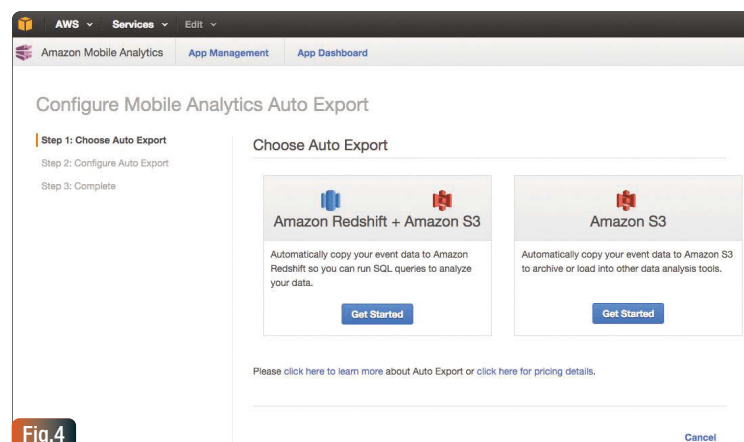 AWS Services Edit
Amazon Mobile Analytics App Management App Dashboard
Configure Mobile Analytics Auto Export
Step 1: Choose Auto Export
Step 2: Configure Auto Export
Step 3: Complete
Choose Auto Export
Amazon Redshift + Amazon S3
Automatically copy your event data to Amazon
Redshift so you can run SQL queries to analyze
your data.
Get Started
Amazon S3
Automatically copy your event data to Amazon S3
to archive or load into other data analysis tools.
Get Started
Please click here to learn more about Auto Export or click here for pricing details.
Cancel
Fig.4